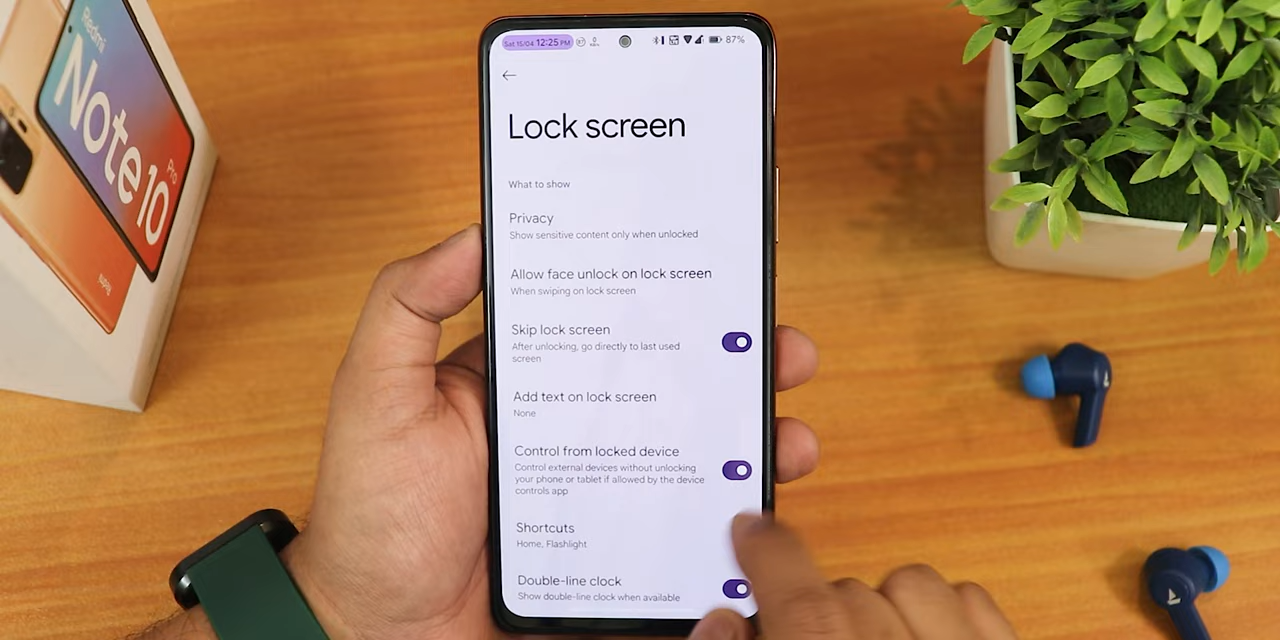 Redmi
Note 10
Pro
Redmi
Sat 15/04 12:25 PM
87%
Lock screen
What to show
Privacy
Show sensitive content only when unlocked
Allow face unlock on lock screen
When swiping on lock screen
Skip lock screen
After unlocking, go directly to last used
screen
Add text on lock screen
None
Control from locked device
Control external devices without unlocking
your phone or tablet if allowed by the device
controls app
Shortcuts
Home, Flashlight
Double-line clock
Show double-line clock when available